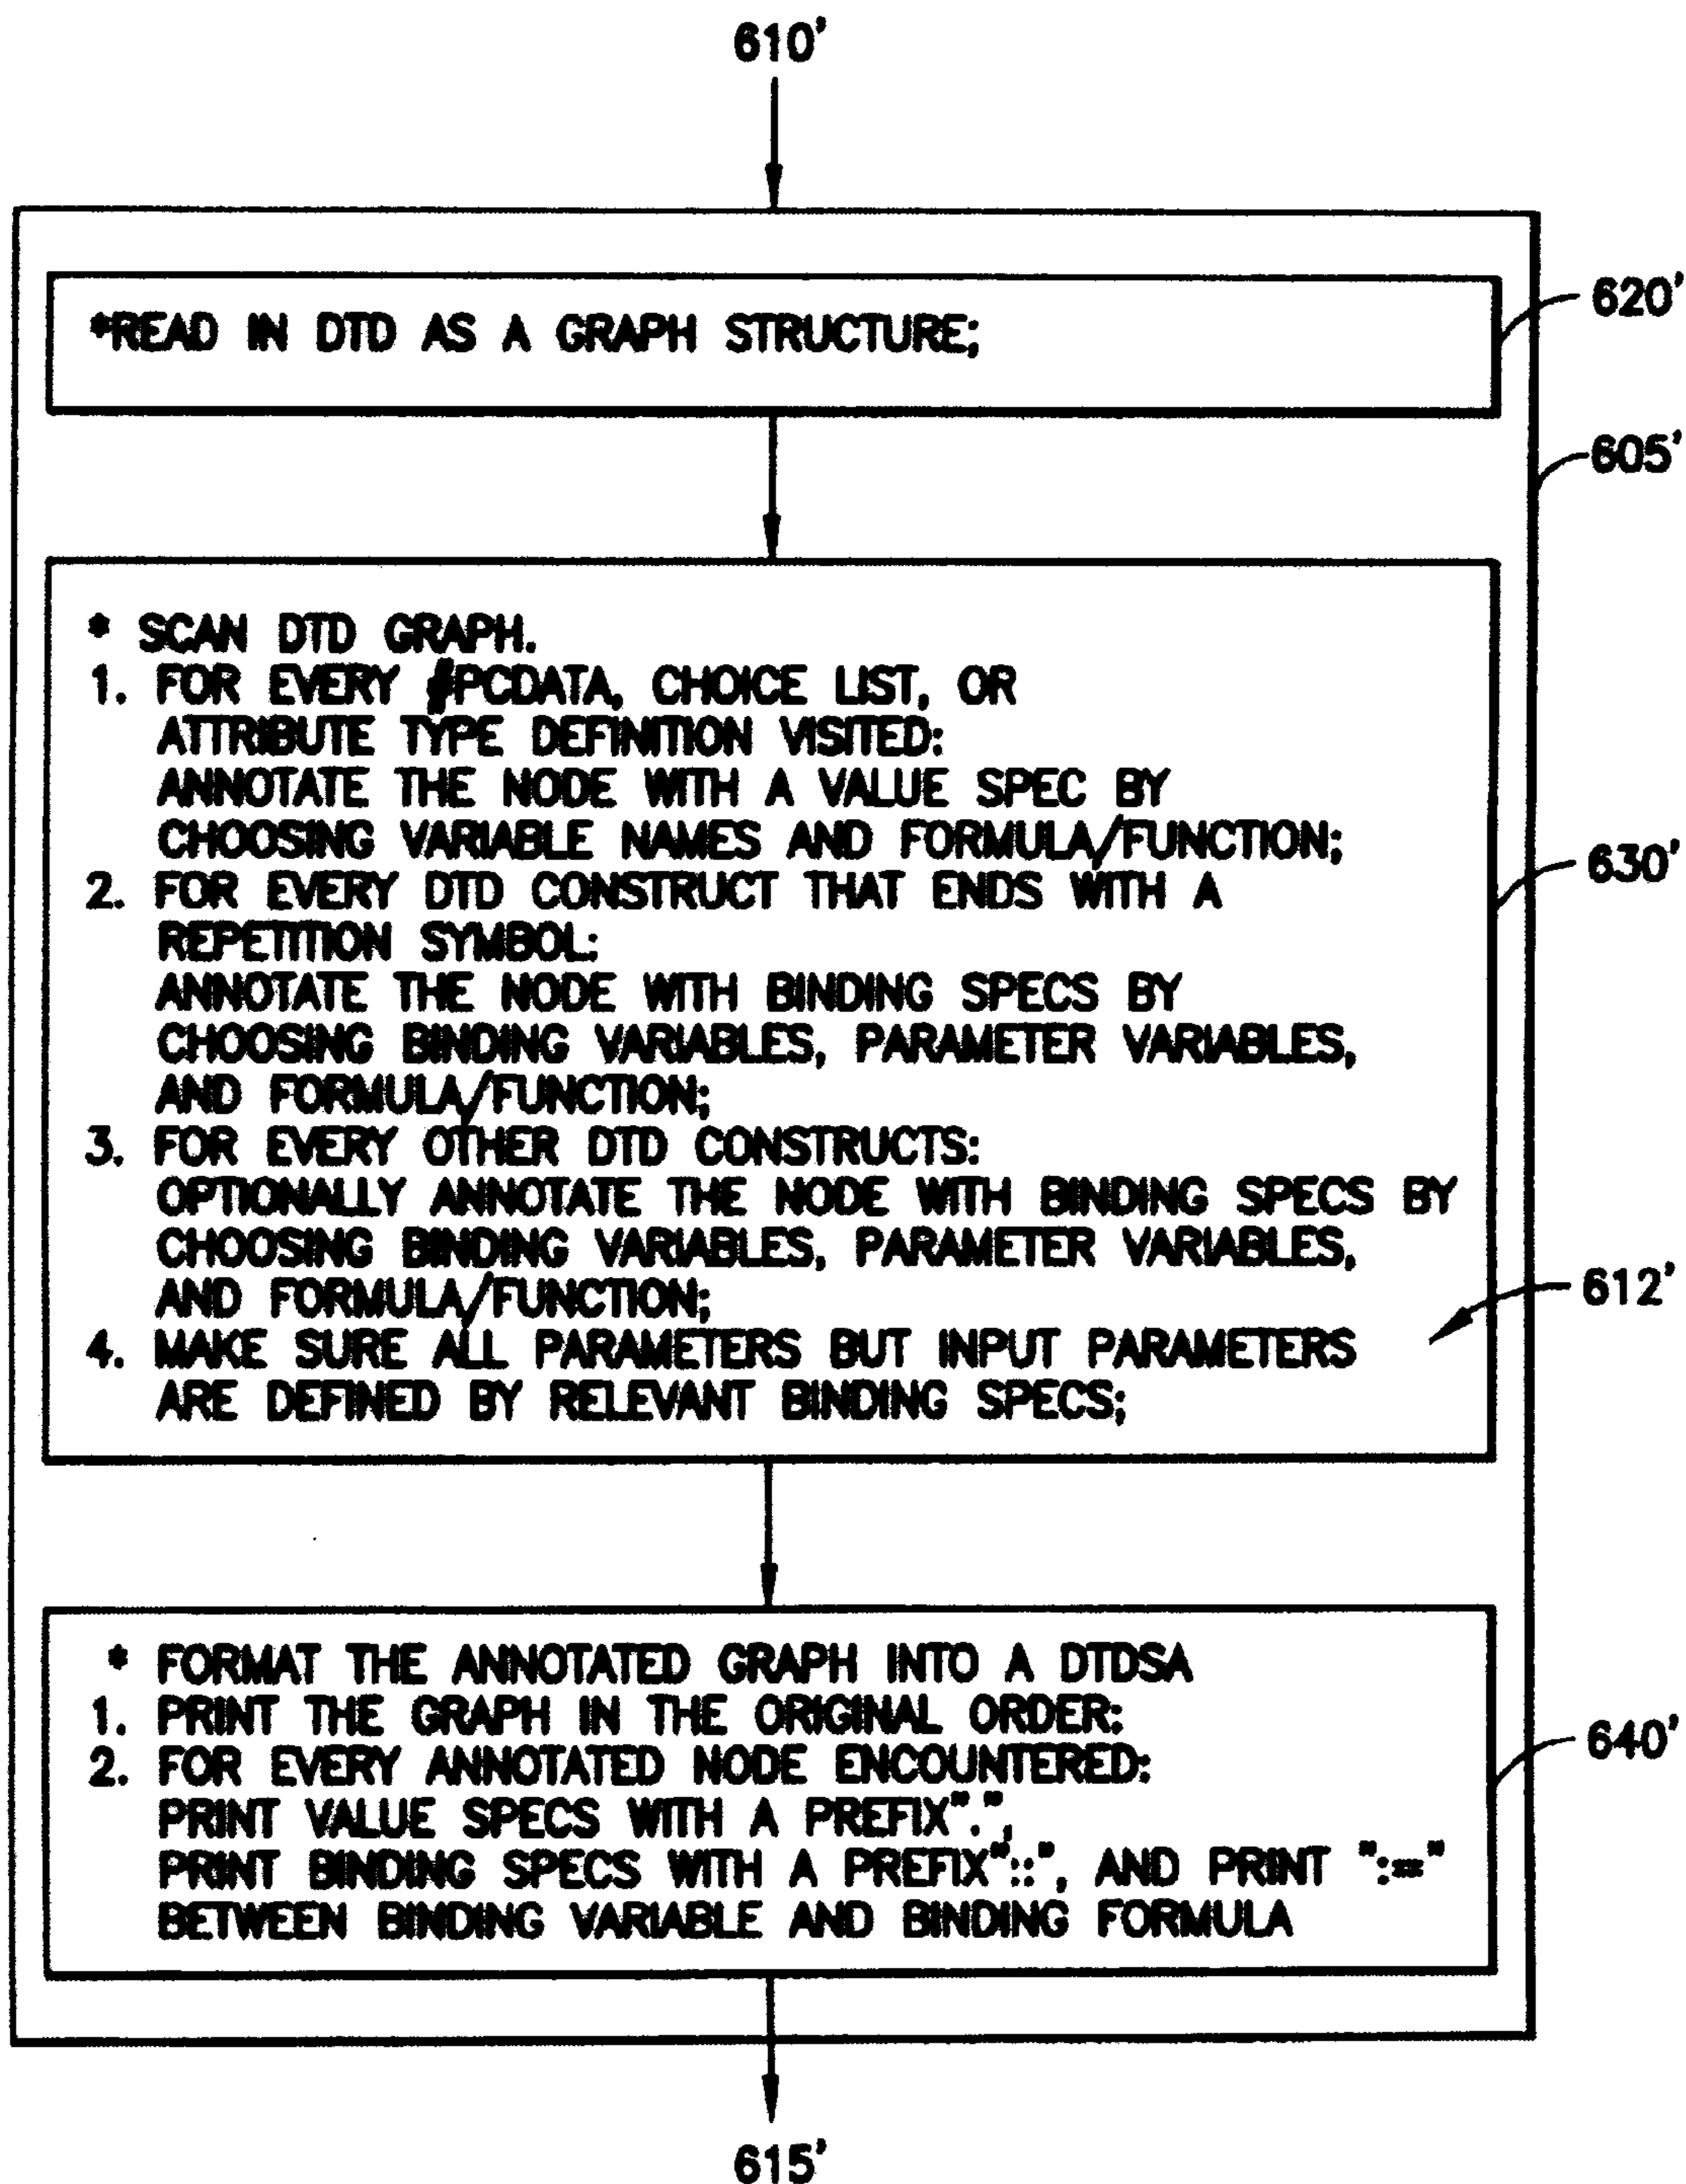 610'
*READ IN DTD AS A GRAPH STRUCTURE;
620'
605'
* SCAN DTD GRAPH.
1. FOR EVERY #PCDATA, CHOICE LIST, OR
ATTRIBUTE TYPE DEFINITION VISITED:
ANNOTATE THE NODE WITH A VALUE SPEC BY
CHOOSING VARIABLE NAMES AND FORMULA/FUNCTION;
2. FOR EVERY DTD CONSTRUCT THAT ENDS WITH A
REPETITION SYMBOL:
ANNOTATE THE NODE WITH BINDING SPECS BY
CHOOSING BINDING VARIABLES, PARAMETER VARIABLES,
AND FORMULA/FUNCTION;
3. FOR EVERY OTHER DTD CONSTRUCTS:
OPTIONALLY ANNOTATE THE NODE WITH BINDING SPECS BY
CHOOSING BINDING VARIABLES, PARAMETER VARIABLES,
AND FORMULA/FUNCTION;
4. MAKE SURE ALL PARAMETERS BUT INPUT PARAMETERS
ARE DEFINED BY RELEVANT BINDING SPECS;
630'
612'
* FORMAT THE ANNOTATED GRAPH INTO A DTDSA
1. PRINT THE GRAPH IN THE ORIGINAL ORDER:
2. FOR EVERY ANNOTATED NODE ENCOUNTERED:
PRINT VALUE SPECS WITH A PREFIX":",
PRINT BINDING SPECS WITH A PREFIX"::", AND PRINT ":="
BETWEEN BINDING VARIABLE AND BINDING FORMULA
640'
615'